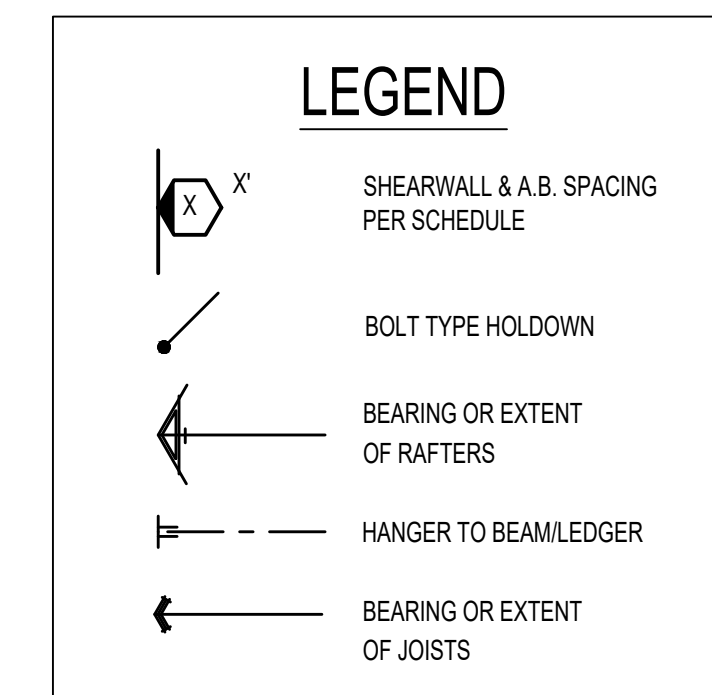 LEGEND
X X' SHEARWALL & A.B. SPACING
PER SCHEDULE
BOLT TYPE HOLDOWN
BEARING OR EXTENT
OF RAFTERS
HANGER TO BEAM/LEDGER
BEARING OR EXTENT
OF JOISTS